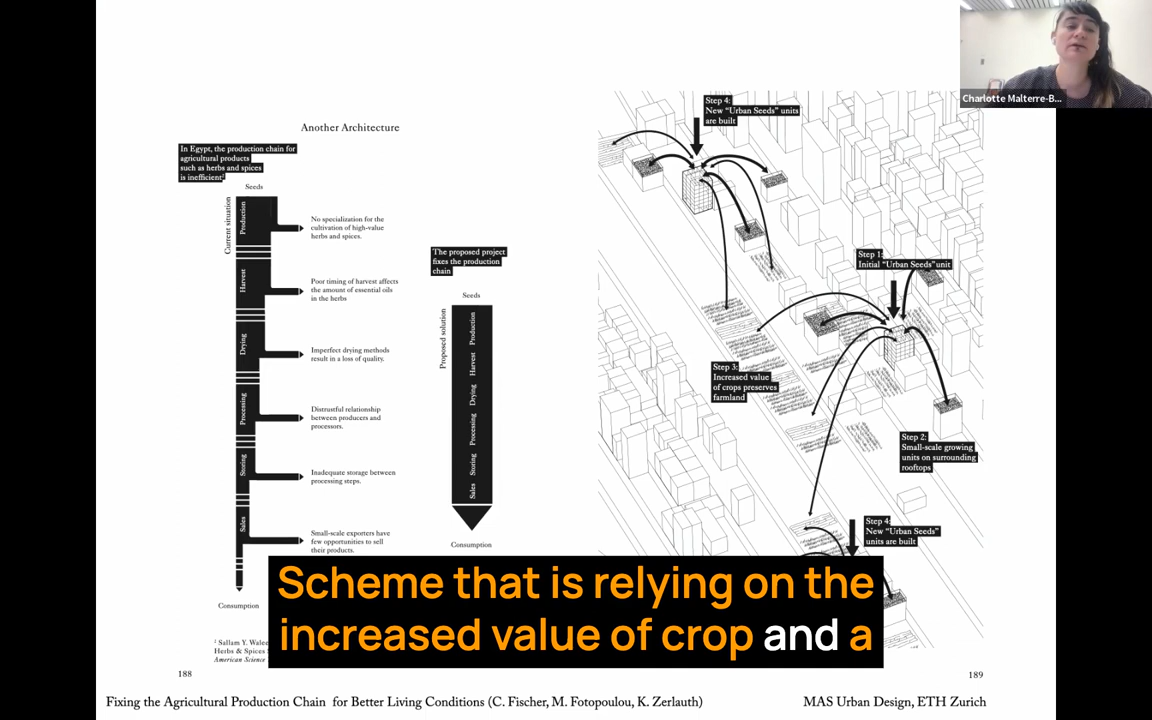 Charlotte Malterre-B...
Another Architecture
In Egypt, the production chain for
agricultural products
such as herbs and spices
is inefficient¹
Seeds
Current situation
Production
No specialization for the
cultivation of high-value
herbs and spices.
Harvest
Poor timing of harvest affects
the amount of essential oils
in the herbs
Drying
Imperfect drying methods
result in a loss of quality.
Processing
Distrustful relationship
between producers and
processors.
Storing
Inadequate storage between
processing steps.
Sales
Small-scale exporters have
few opportunities to sell
their products.
Consumption
The proposed project
fixes the production
chain
Seeds
Proposed solution
Production
Harvest
Drying
Processing
Storing
Sales
Consumption
Step 4:
New "Urban Seeds" units
are built
Step 1:
Initial "Urban Seeds" unit
Step 3:
Increased value
of crops preserves
farmland
Step 2:
Small-scale growing
units on surrounding
rooftops
Step 4:
New "Urban Seeds"
units are built
Scheme that is relying on the
increased value of crop and a
¹ Sallam Y. Walee
Herbs & Spices
American Science
188
189
Fixing the Agricultural Production Chain for Better Living Conditions (C. Fischer, M. Fotopoulou, K. Zerlauth)
MAS Urban Design, ETH Zurich